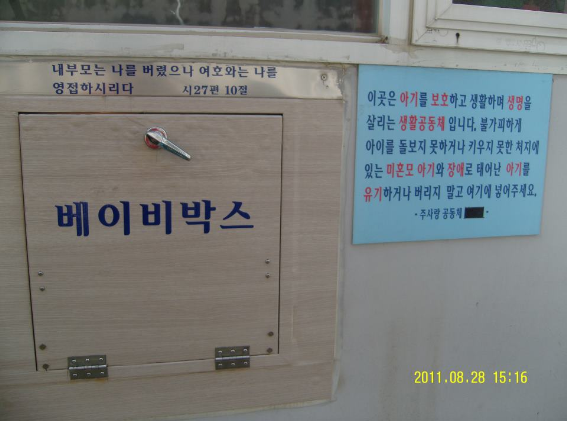 내부모는 나를 버렸으나 여호와는 나를
영접하시리다 시27편 10절
베이비박스
이곳은 아기를 보호하고 생활하며 생명을
살리는 생활공동체 입니다. 불가피하게
아이를 돌보지 못하거나 키우지 못한 처지에
있는 미혼모 아기와 장애로 태어난 아기를
유기하거나 버리지 말고 여기에 넣어주세요.
- 주사랑 공동체 -
2011.08.28 15:16